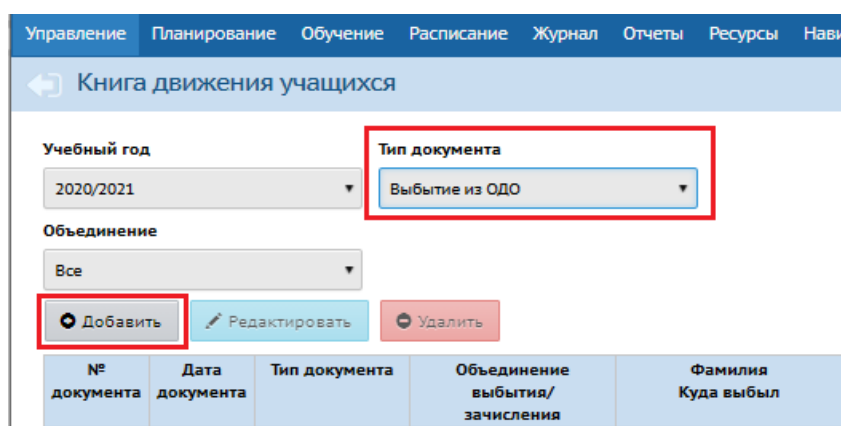 Управление Планирование Обучение Расписание Журнал Отчеты Ресурсы
Книга движения учащихся
Учебный год Тип документа
2020/2021 Выбытие из ОДО
Объединение
Все
Добавить Редактировать Удалить
№ документа Дата документа Тип документа Объединение выбытия/ зачисления Фамилия Куда выбыл